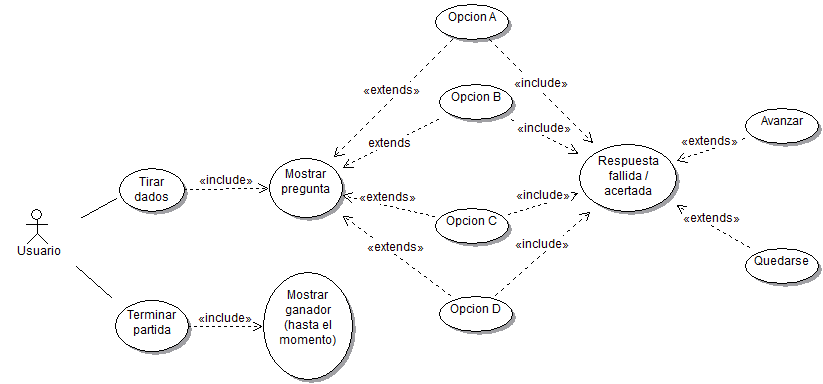 Opcion A
«extends»
«include»
Opcion B
extends
«include»
Avanzar
«extends»
Respuesta
fallida /
acertada
Tirar
dados
«include»
Mostrar
pregunta
«extends»
«include»
Opcion C
«extends»
«include»
«extends»
Usuario
Quedarse
Opcion D
Terminar
partida
«include»
Mostrar
ganador
(hasta el
momento)